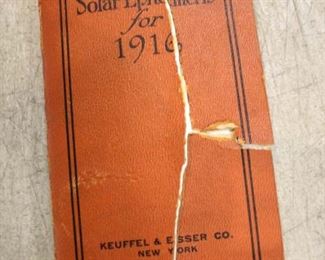 Solar Ephemeris
for
1916
KEUFFEL & ESSER CO.
NEW YORK